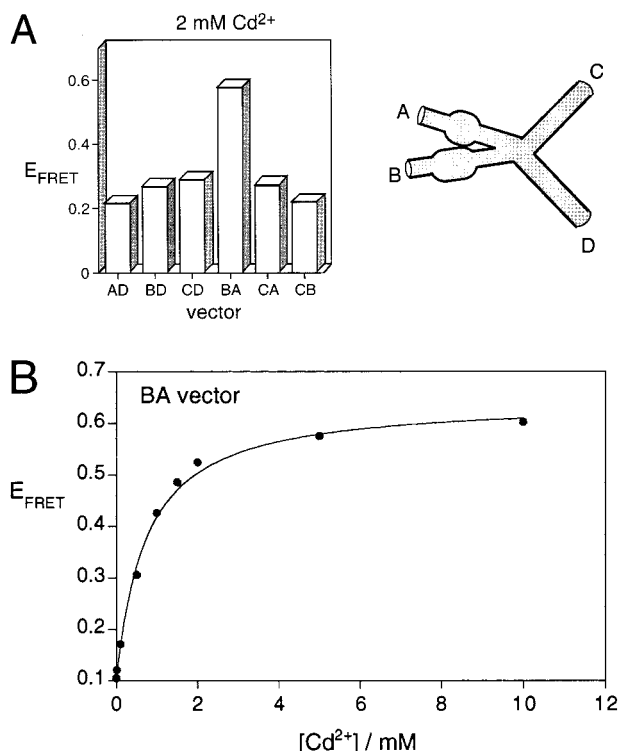 A
2 mM Cd²⁺
0.6
0.4
E_FRET
0.2
0
AD BD CD BA CA CB
vector
A
B
C
D
B
BA vector
0.7
0.6
0.5
E_FRET
0.4
0.3
0.2
0.1
0 2 4 6 8 10 12
[Cd²⁺] / mM